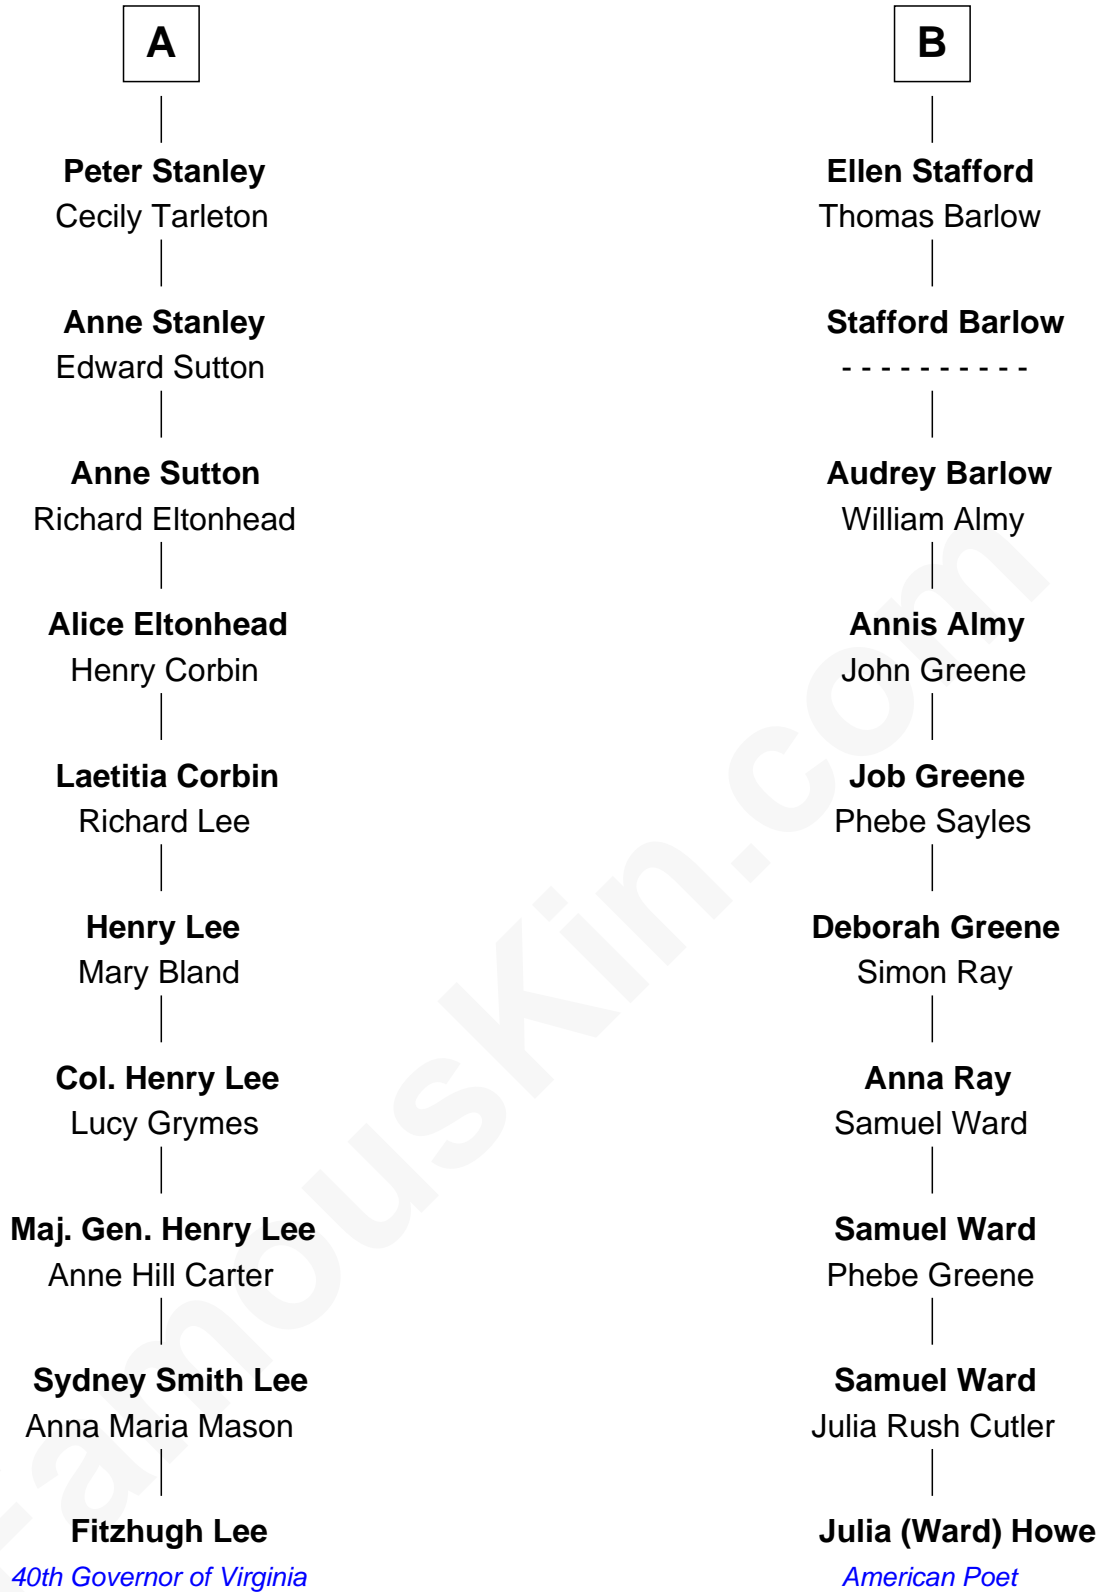 A
Peter Stanley
Cecily Tarleton
Anne Stanley
Edward Sutton
Anne Sutton
Richard Eltonhead
Alice Eltonhead
Henry Corbin
Laetitia Corbin
Richard Lee
Henry Lee
Mary Bland
Col. Henry Lee
Lucy Grymes
Maj. Gen. Henry Lee
Anne Hill Carter
Sydney Smith Lee
Anna Maria Mason
Fitzhugh Lee
40th Governor of Virginia
B
Ellen Stafford
Thomas Barlow
Stafford Barlow
- - - - - - - - - -
Audrey Barlow
William Almy
Annis Almy
John Greene
Job Greene
Phebe Sayles
Deborah Greene
Simon Ray
Anna Ray
Samuel Ward
Samuel Ward
Phebe Greene
Samuel Ward
Julia Rush Cutler
Julia (Ward) Howe
American Poet
FamousKin.com